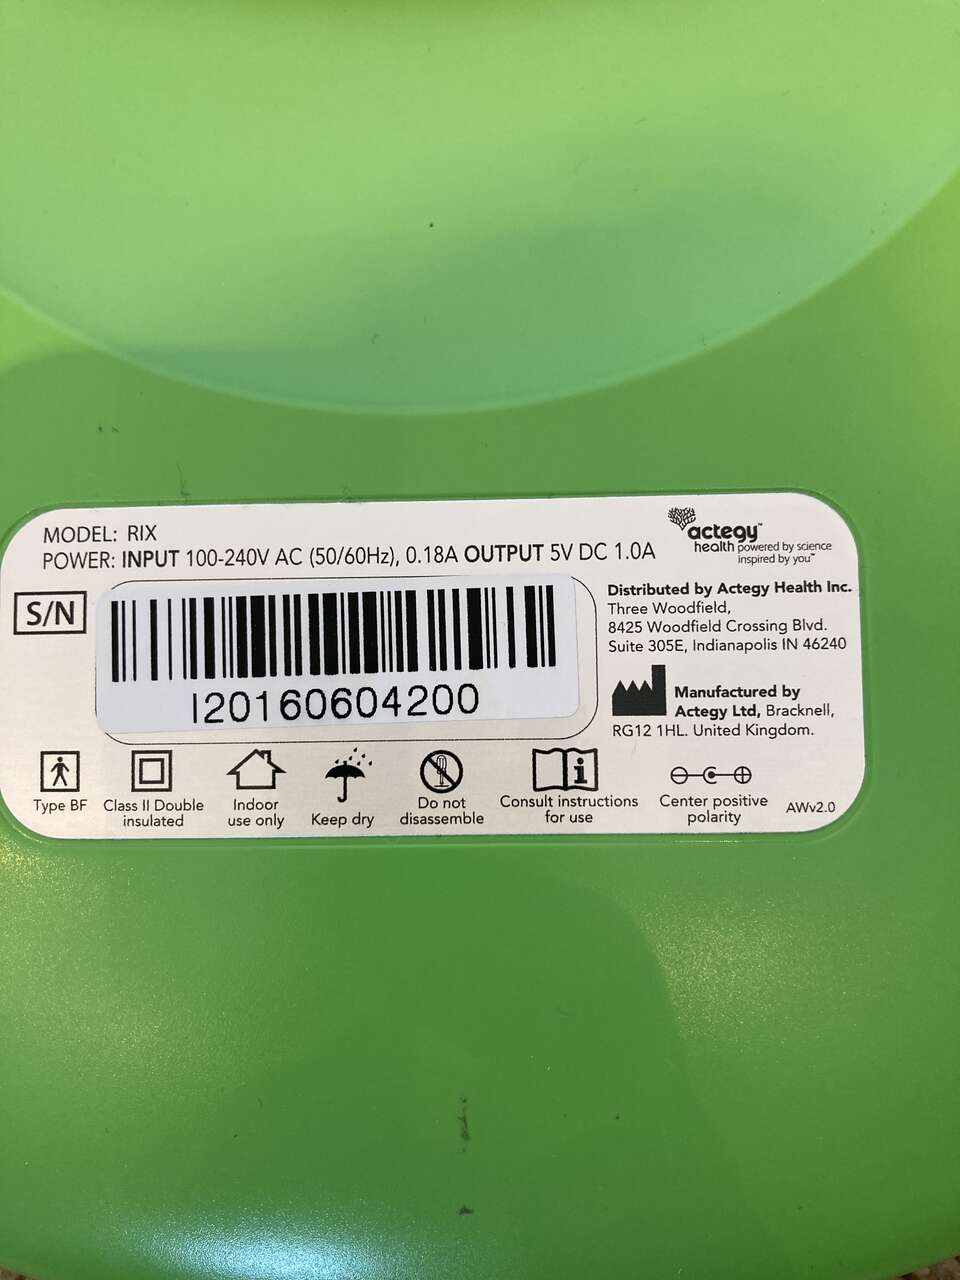 MODEL: RIX
POWER: INPUT 100-240V AC (50/60Hz), 0.18A OUTPUT 5V DC 1.0A
actegy™
health powered by science
inspired by you™
S/N
I20160604200
Distributed by Actegy Health Inc.
Three Woodfield,
8425 Woodfield Crossing Blvd.
Suite 305E, Indianapolis IN 46240
Manufactured by
Actegy Ltd, Bracknell,
RG12 1HL. United Kingdom.
Type BF
Class II Double
insulated
Indoor
use only
Keep dry
Do not
disassemble
i
Consult instructions
for use
Center positive
polarity
AWv2.0